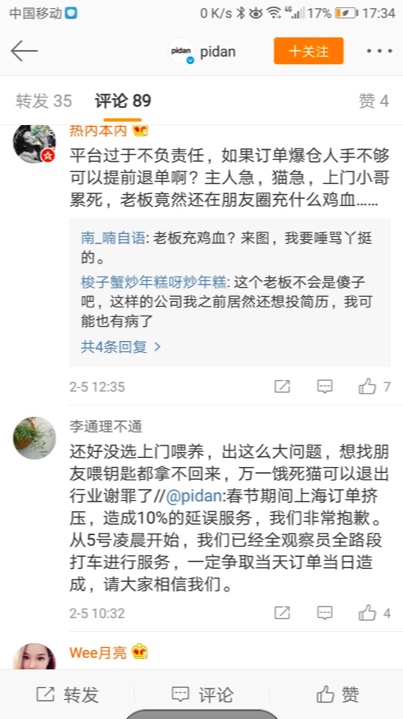 中国移动
0 K/s
4G
17%
17:34
pidan
pidan
＋关注
转发 35
评论 89
赞 4
热内本内
平台过于不负责任，如果订单爆仓人手不够
可以提前退单啊？主人急，猫急，上门小哥
累死，老板竟然还在朋友圈充什么鸡血……
南_喃自语: 老板充鸡血？来图，我要唾骂丫挺
的。
梭子蟹炒年糕呀炒年糕: 这个老板不会是傻子
吧，这样的公司我之前居然还想投简历，我可
能也有病了
共4条回复 >
2-5 12:35
7
李通理不通
还好没选上门喂养，出这么大问题，想找朋
友喂钥匙都拿不回来，万一饿死猫可以退出
行业谢罪了//@pidan:春节期间上海订单挤
压，造成10%的延误服务，我们非常抱歉。
从5号凌晨开始，我们已经全观察员全路段
打车进行服务，一定争取当天订单当日造
成，请大家相信我们。
2-5 10:32
4
Wee月亮
转发
评论
赞